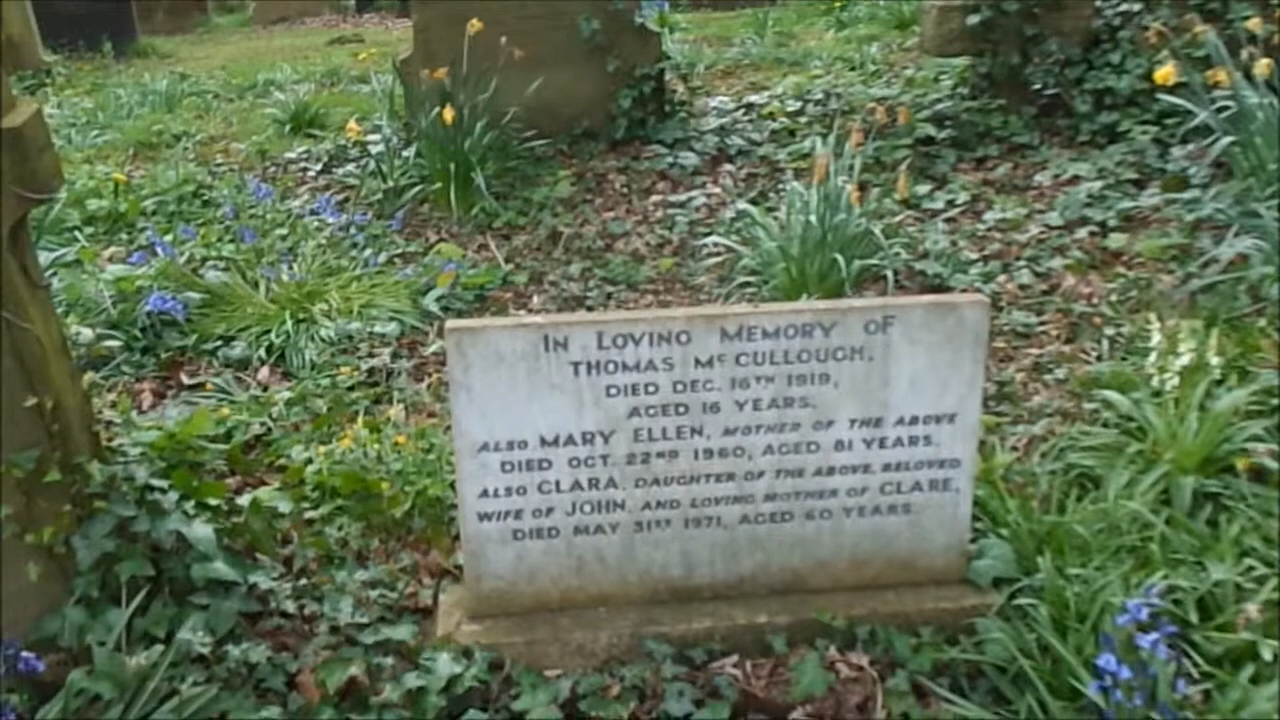 IN LOVING MEMORY OF
THOMAS Mc CULLOUGH,
DIED DEC. 16TH 1919,
AGED 16 YEARS.
ALSO MARY ELLEN, MOTHER OF THE ABOVE
DIED OCT. 22ND 1960, AGED 81 YEARS.
ALSO CLARA, DAUGHTER OF THE ABOVE, BELOVED
WIFE OF JOHN, AND LOVING MOTHER OF CLARE,
DIED MAY 31ST 1971, AGED 60 YEARS.